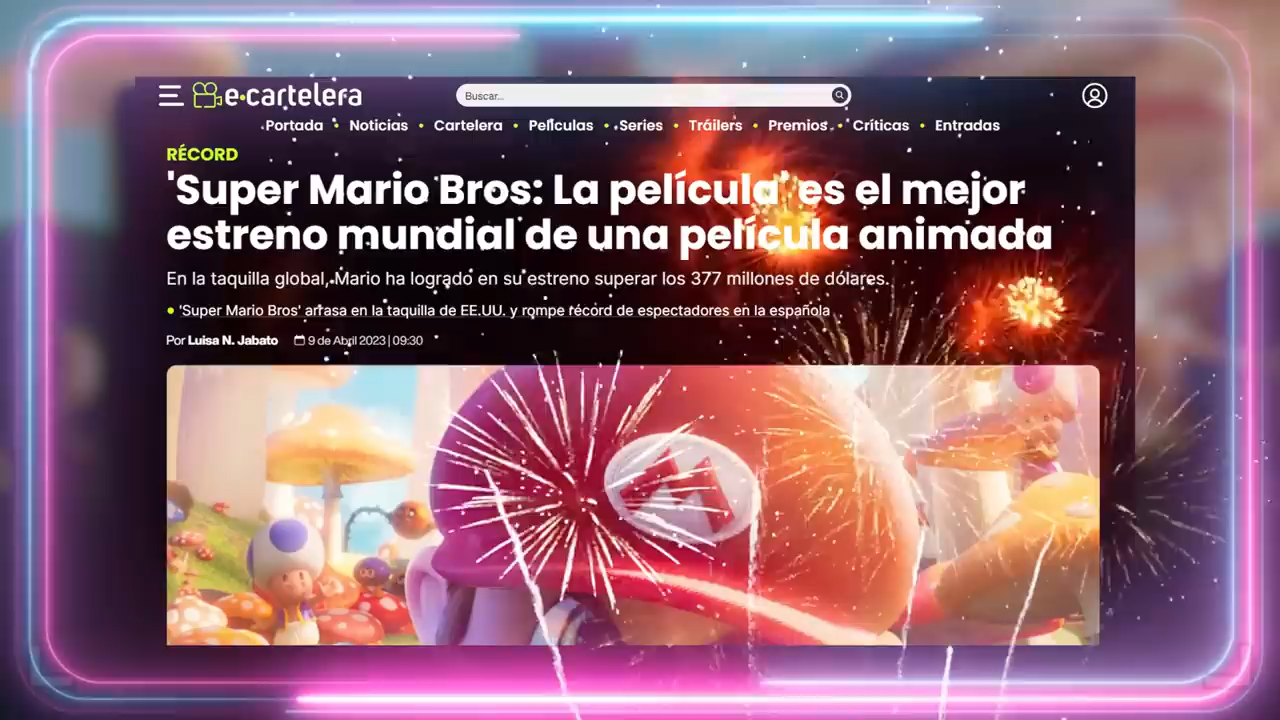 e·cartelera
Buscar...
Portada • Noticias • Cartelera • Películas • Series • Tráilers • Premios • Críticas • Entradas
RÉCORD
'Super Mario Bros: La película' es el mejor
estreno mundial de una película animada
En la taquilla global, Mario ha logrado en su estreno superar los 377 millones de dólares.
• 'Super Mario Bros' arrasa en la taquilla de EE.UU. y rompe récord de espectadores en la española
Por Luisa N. Jabato 9 de Abril 2023 | 09:30
M